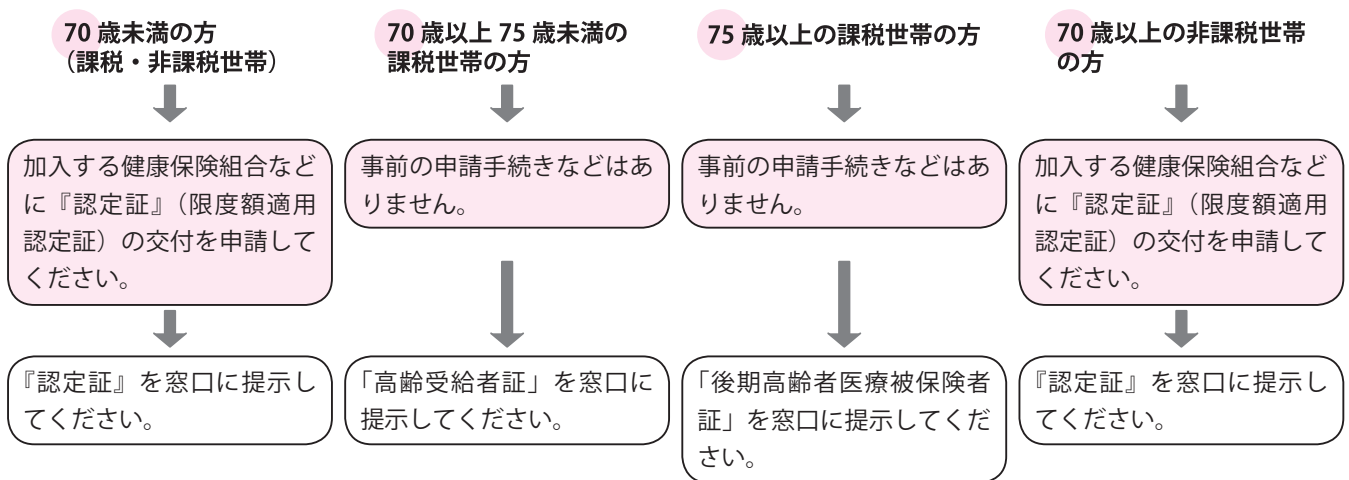 70 歳未満の方
（課税・非課税世帯）
加入する健康保険組合など
に『認定証』（限度額適用
認定証）の交付を申請して
ください。
『認定証』を窓口に提示し
てください。
70 歳以上 75 歳未満の
課税世帯の方
事前の申請手続きなどはあ
りません。
「高齢受給者証」を窓口に
提示してください。
75 歳以上の課税世帯の方
事前の申請手続きなどはあ
りません。
「後期高齢者医療被保険者
証」を窓口に提示してくだ
さい。
70 歳以上の非課税世帯
の方
加入する健康保険組合など
に『認定証』（限度額適用
認定証）の交付を申請して
ください。
『認定証』を窓口に提示し
てください。